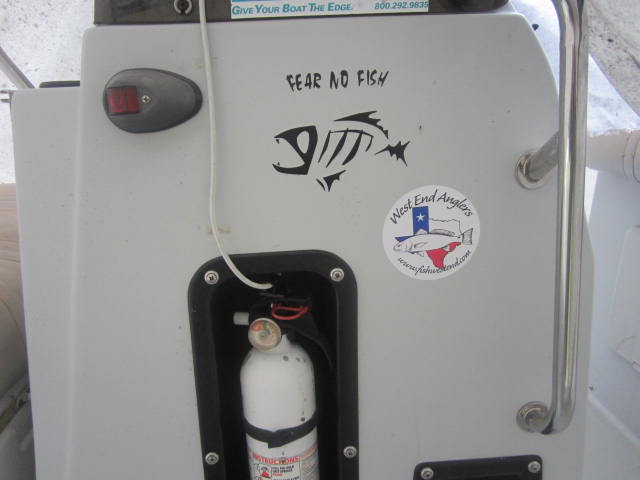 GIVE YOUR BOAT THE EDGE. 800.292.9835
FEAR NO FISH
West End Anglers
www.fishwestend.com
INSTRUCTIONS